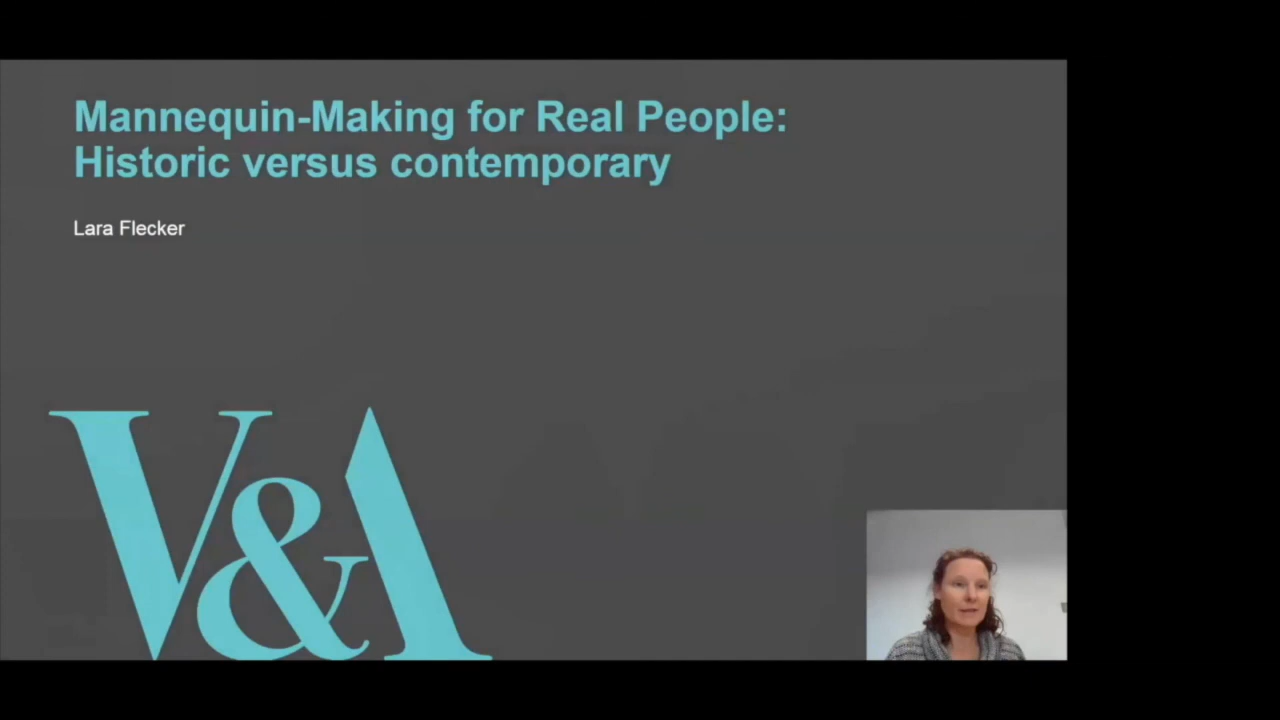 Mannequin-Making for Real People:
Historic versus contemporary
Lara Flecker
V&A